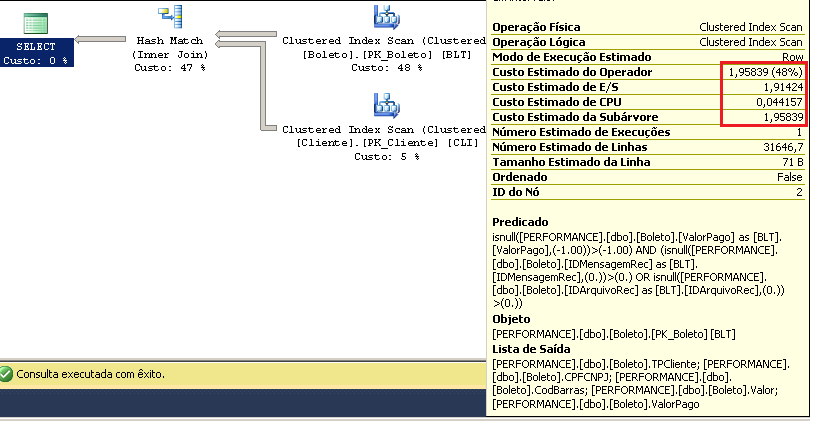 SELECT
Custo: 0 %
Hash Match
(Inner Join)
Custo: 47 %
Clustered Index Scan (Clustered
[Boleto].[PK_Boleto] [BLT]
Custo: 48 %
Clustered Index Scan (Clustered
[Cliente].[PK_Cliente] [CLI]
Custo: 5 %
Consulta executada com êxito.
Operação Física Clustered Index Scan
Operação Lógica Clustered Index Scan
Modo de Execução Estimado Row
Custo Estimado do Operador 1,95839 (48%)
Custo Estimado de E/S 1,91424
Custo Estimado de CPU 0,044157
Custo Estimado da Subárvore 1,95839
Número Estimado de Execuções 1
Número Estimado de Linhas 31646,7
Tamanho Estimado da Linha 71 B
Ordenado False
ID do Nó 2
Predicado
isnull([PERFORMANCE].[dbo].[Boleto].[ValorPago] as [BLT].
[ValorPago],(-1.00))>(-1.00) AND (isnull([PERFORMANCE].
[dbo].[Boleto].[IDMensagemRec] as [BLT].
[IDMensagemRec],(0.))>(0.) OR isnull([PERFORMANCE].
[dbo].[Boleto].[IDArquivoRec] as [BLT].[IDArquivoRec],(0.))
>(0.))
Objeto
[PERFORMANCE].[dbo].[Boleto].[PK_Boleto] [BLT]
Lista de Saída
[PERFORMANCE].[dbo].[Boleto].TPCliente; [PERFORMANCE].
[dbo].[Boleto].CPFCNPJ; [PERFORMANCE].[dbo].
[Boleto].CodBarras; [PERFORMANCE].[dbo].[Boleto].Valor;
[PERFORMANCE].[dbo].[Boleto].ValorPago